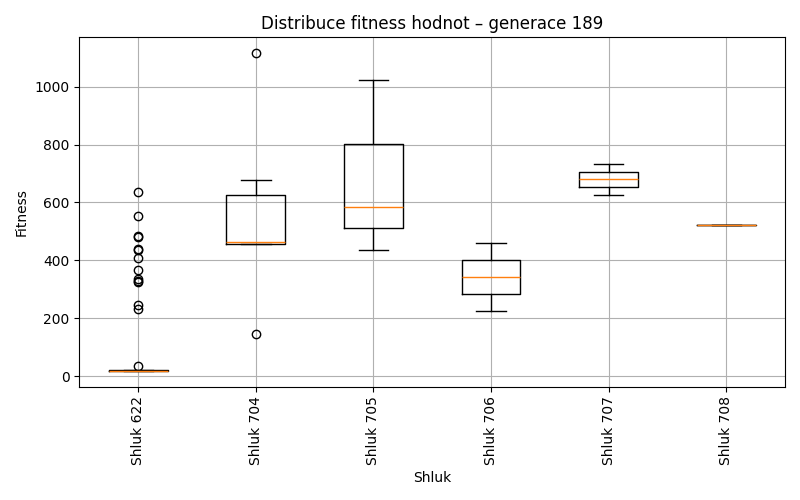 Distribuce fitness hodnot – generace 189
Fitness
1000
800
600
400
200
0
Shluk 622
Shluk 704
Shluk 705
Shluk 706
Shluk 707
Shluk 708
Shluk